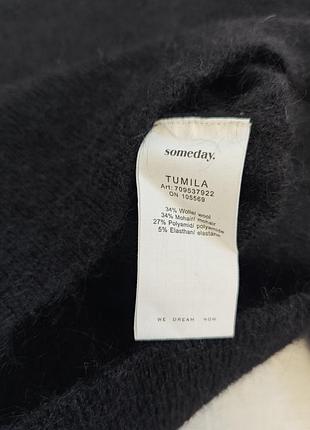 someday.
TUMILA
Art: 709537922
ON 105569
34% Wolle/ wool
34% Mohair/ mohair
27% Polyamid/ polyamide
5% Elasthan/ elastane
WE DREAM NOW